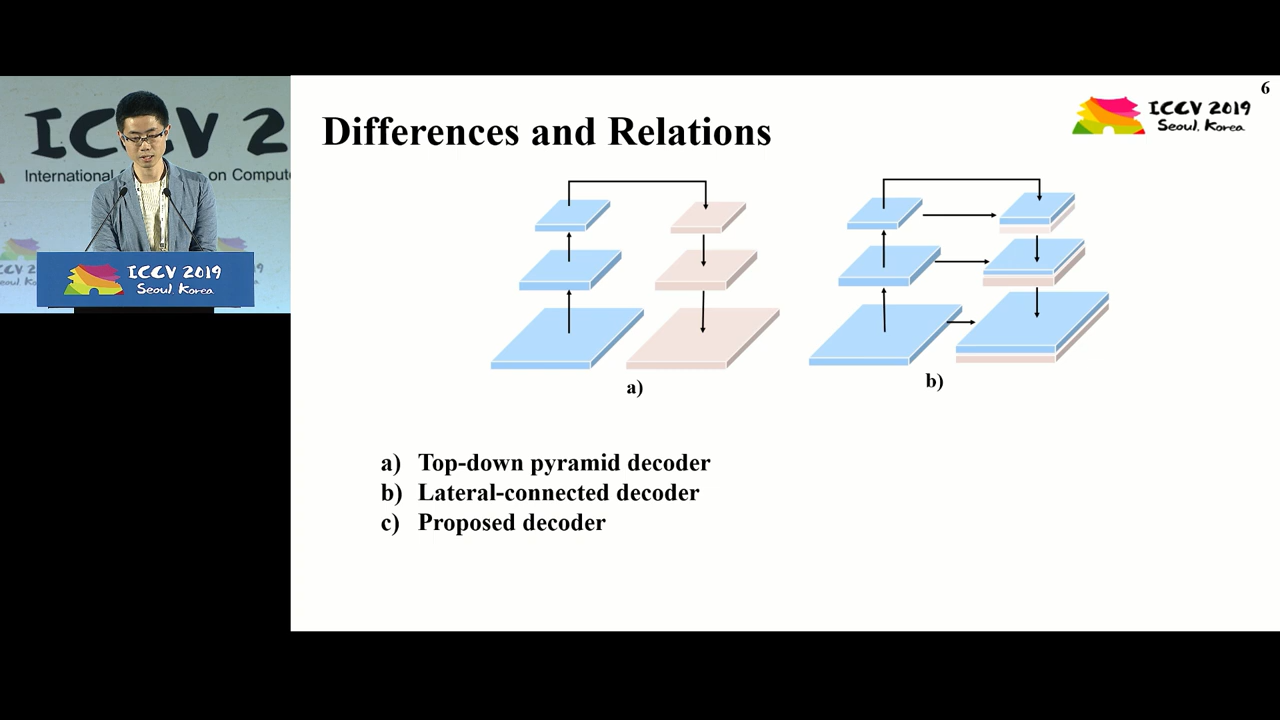 6
ICCV 2019
Seoul, Korea
Differences and Relations
a)
b)
a) Top-down pyramid decoder
b) Lateral-connected decoder
c) Proposed decoder
ICCV 2
International on Compute
ICCV 2019
Seoul, Korea